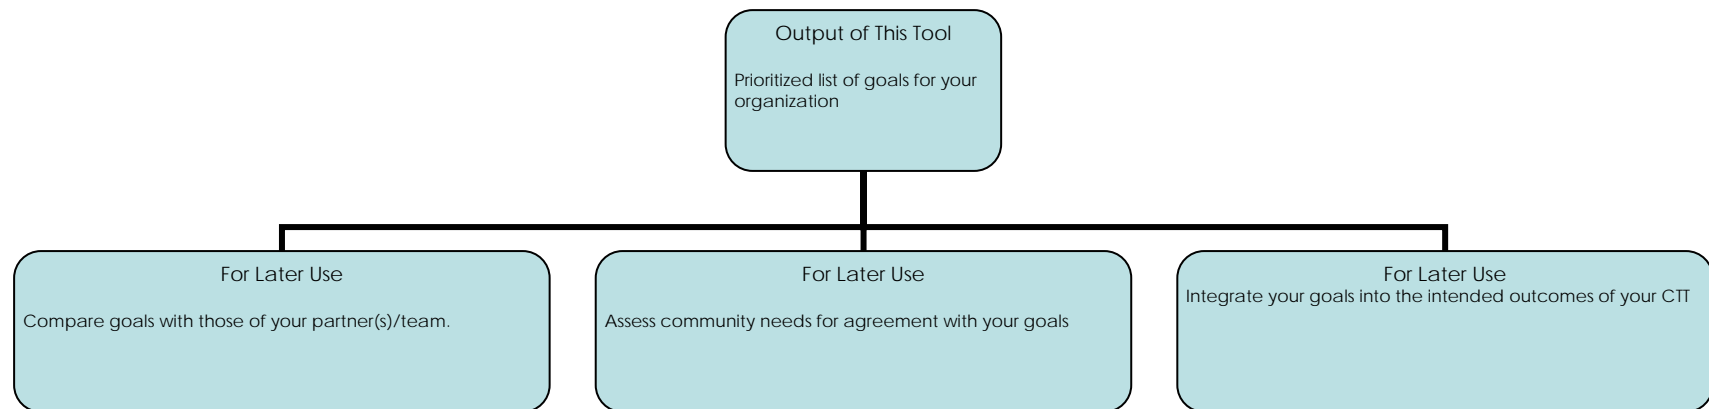 Output of This Tool
Prioritized list of goals for your
organization
For Later Use
Compare goals with those of your partner(s)/team.
For Later Use
Assess community needs for agreement with your goals
For Later Use
Integrate your goals into the intended outcomes of your CTT